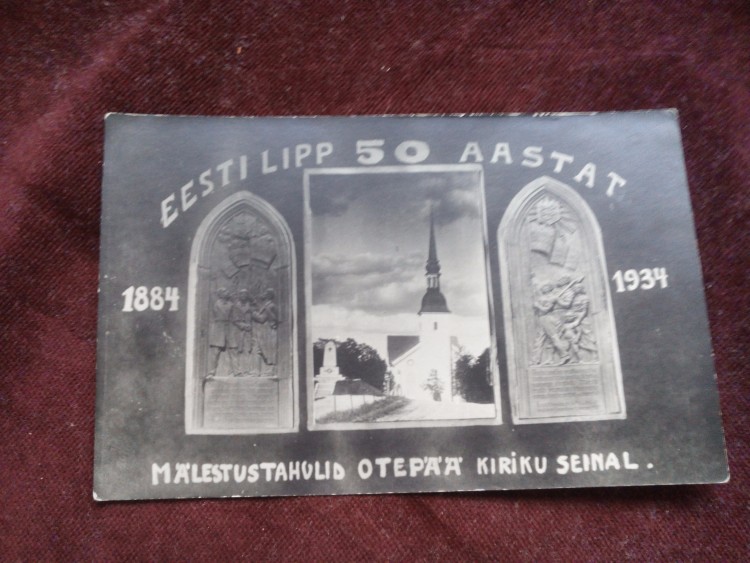 EESTI LIPP 50 AASTAT
1884
1934
MÄLESTUSTAHVLID OTEPÄÄ KIRIKU SEINAL.